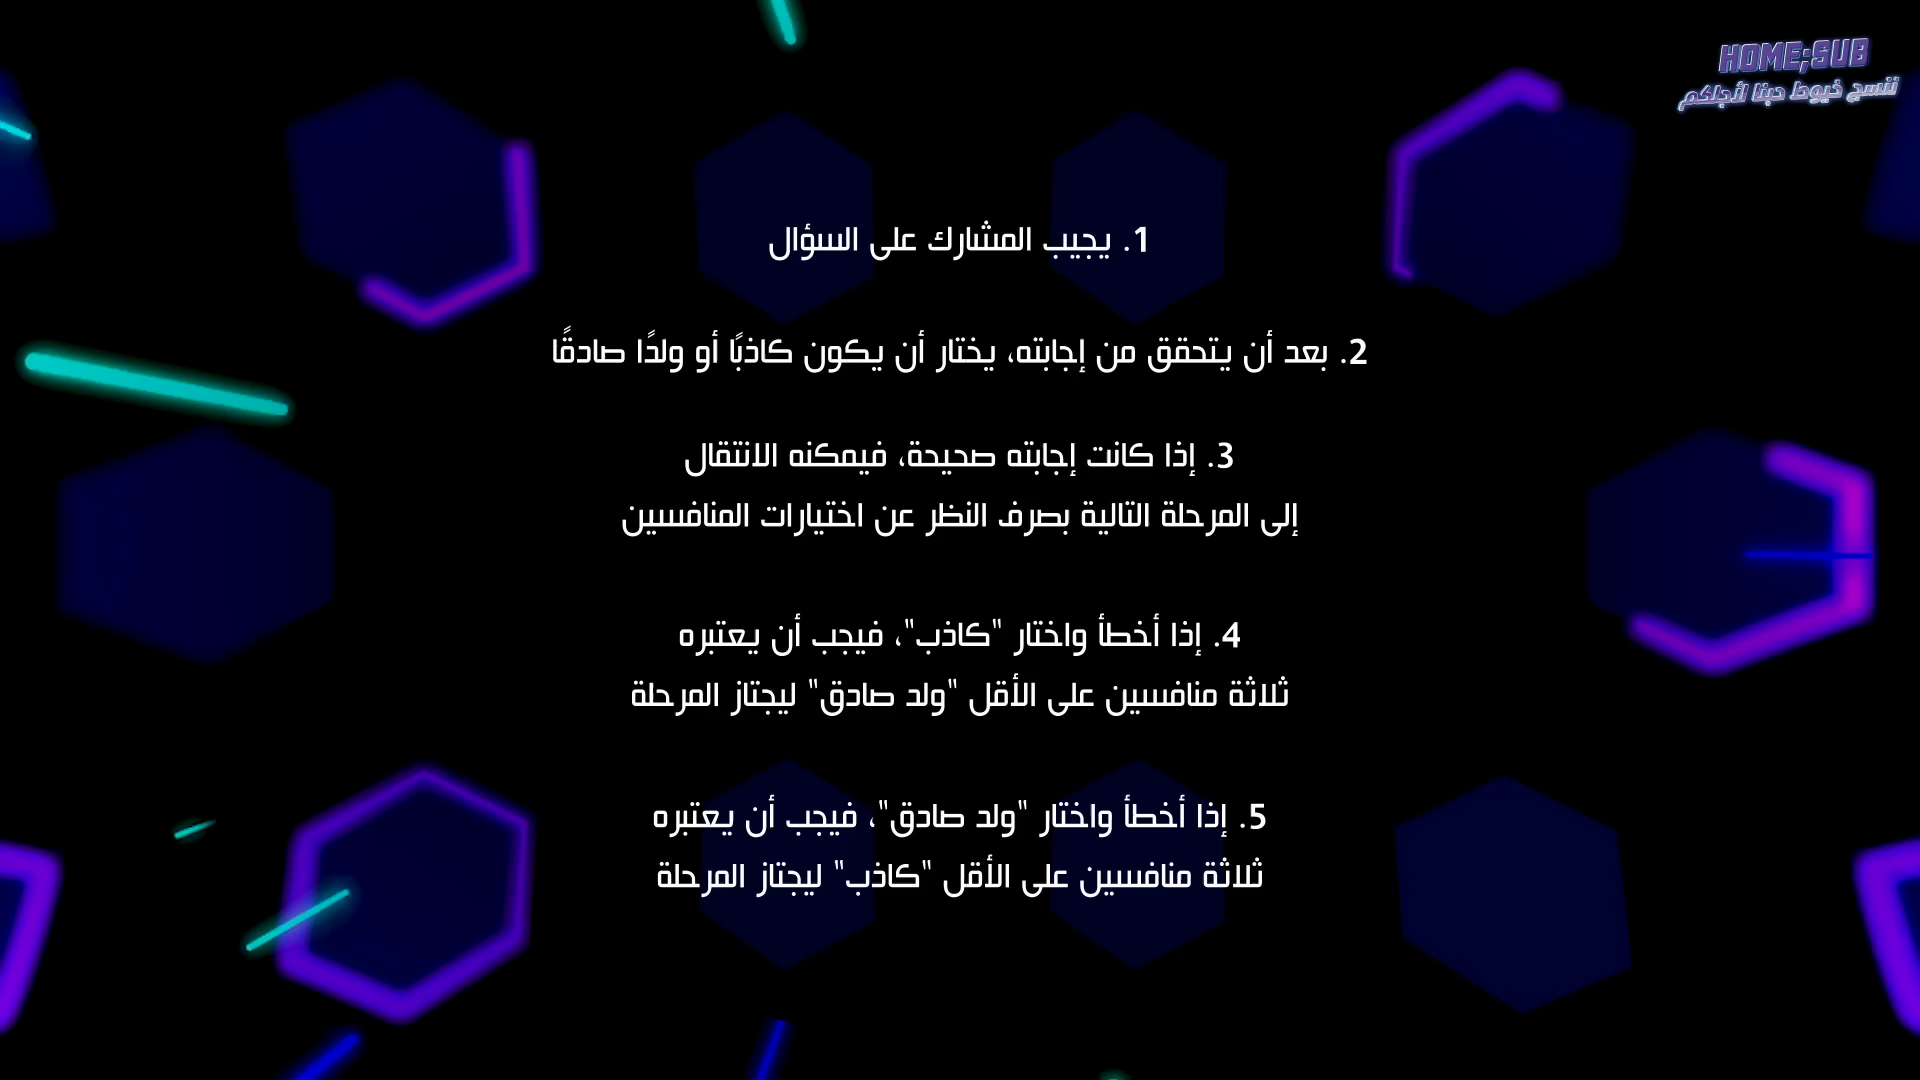 HOME;SUB
ننسج خيوط حبنا لأجلكم
1. يجيب المشارك على السؤال
2. بعد أن يتحقق من إجابته، يختار أن يكون كاذبًا أو ولدًا صادقًا
3. إذا كانت إجابته صحيحة، فيمكنه الانتقال
إلى المرحلة التالية بصرف النظر عن اختيارات المنافسين
4. إذا أخطأ واختار "كاذب"، فيجب أن يعتبره
ثلاثة منافسين على الأقل "ولد صادق" ليجتاز المرحلة
5. إذا أخطأ واختار "ولد صادق"، فيجب أن يعتبره
ثلاثة منافسين على الأقل "كاذب" ليجتاز المرحلة